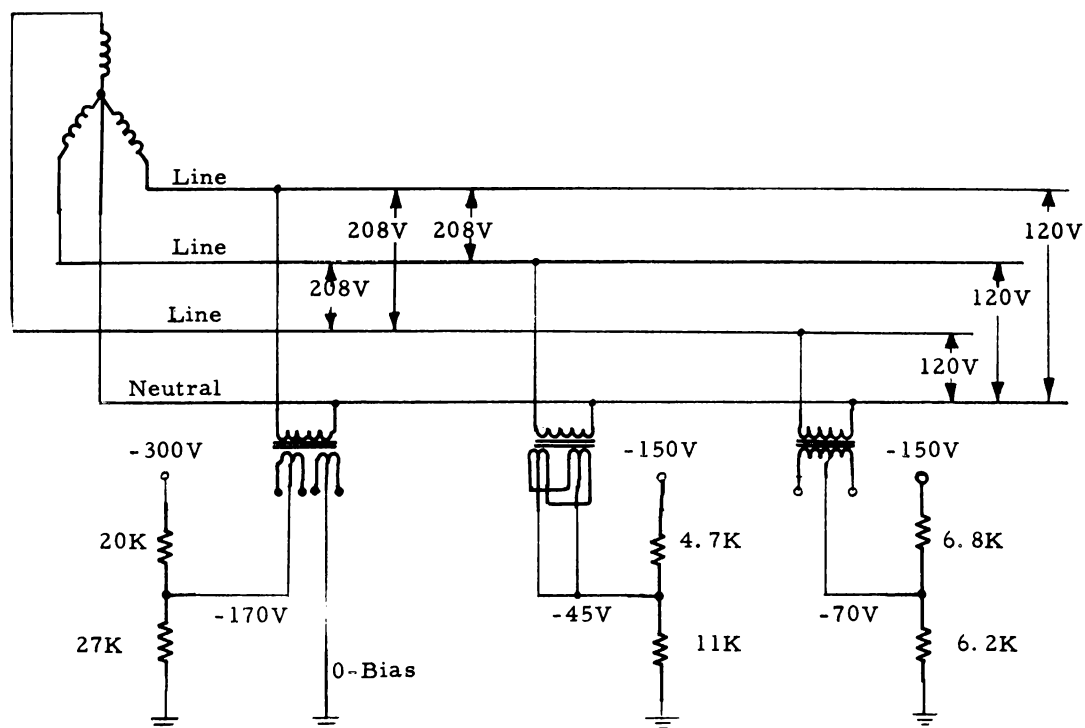 Line
208V
208V
120V
Line
208V
120V
Line
120V
Neutral
-300V
-150V
-150V
20K
4.7K
6.8K
-170V
-45V
-70V
27K
11K
6.2K
0-Bias